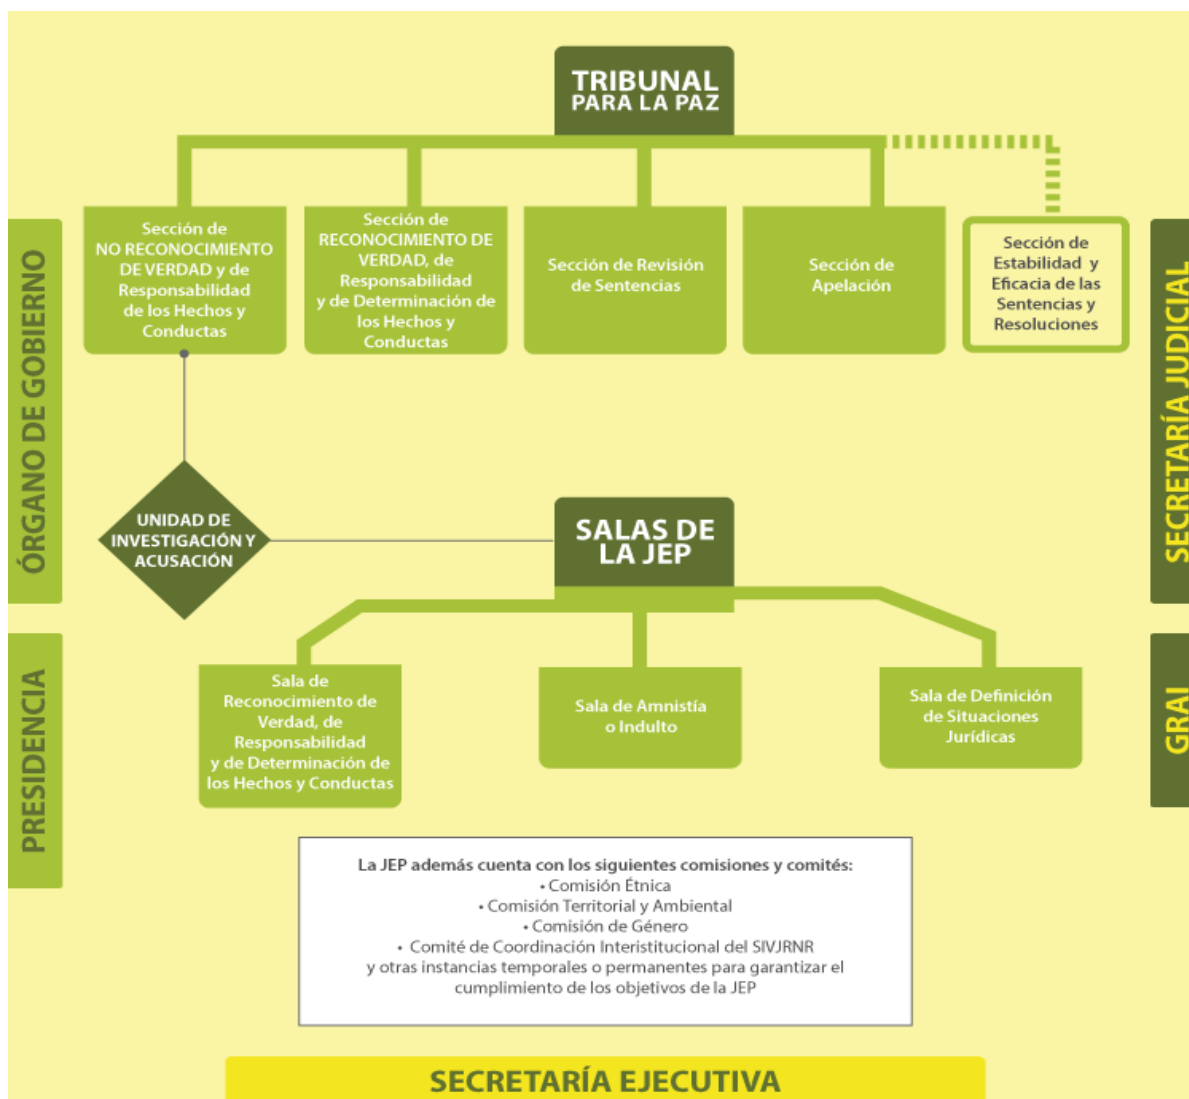 TRIBUNAL
PARA LA PAZ
Sección de
NO RECONOCIMIENTO
DE VERDAD y de
Responsabilidad
de los Hechos y
Conductas
Sección de
RECONOCIMIENTO DE
VERDAD, de
Responsabilidad
y de Determinación de
los Hechos y
Conductas
Sección de Revisión
de Sentencias
Sección de
Apelación
Sección de
Estabilidad y
Eficacia de las
Sentencias y
Resoluciones
ÓRGANO DE GOBIERNO
SECRETARÍA JUDICIAL
UNIDAD DE
INVESTIGACIÓN Y
ACUSACIÓN
SALAS DE
LA JEP
PRESIDENCIA
GRAI
Sala de
Reconocimiento de
Verdad, de
Responsabilidad
y de Determinación de
los Hechos y Conductas
Sala de Amnistía
o Indulto
Sala de Definición
de Situaciones
Jurídicas
La JEP además cuenta con los siguientes comisiones y comités:
• Comisión Étnica
• Comisión Territorial y Ambiental
• Comisión de Género
• Comité de Coordinación Interistitucional del SIVJRNR
y otras instancias temporales o permanentes para garantizar el
cumplimiento de los objetivos de la JEP
SECRETARÍA EJECUTIVA